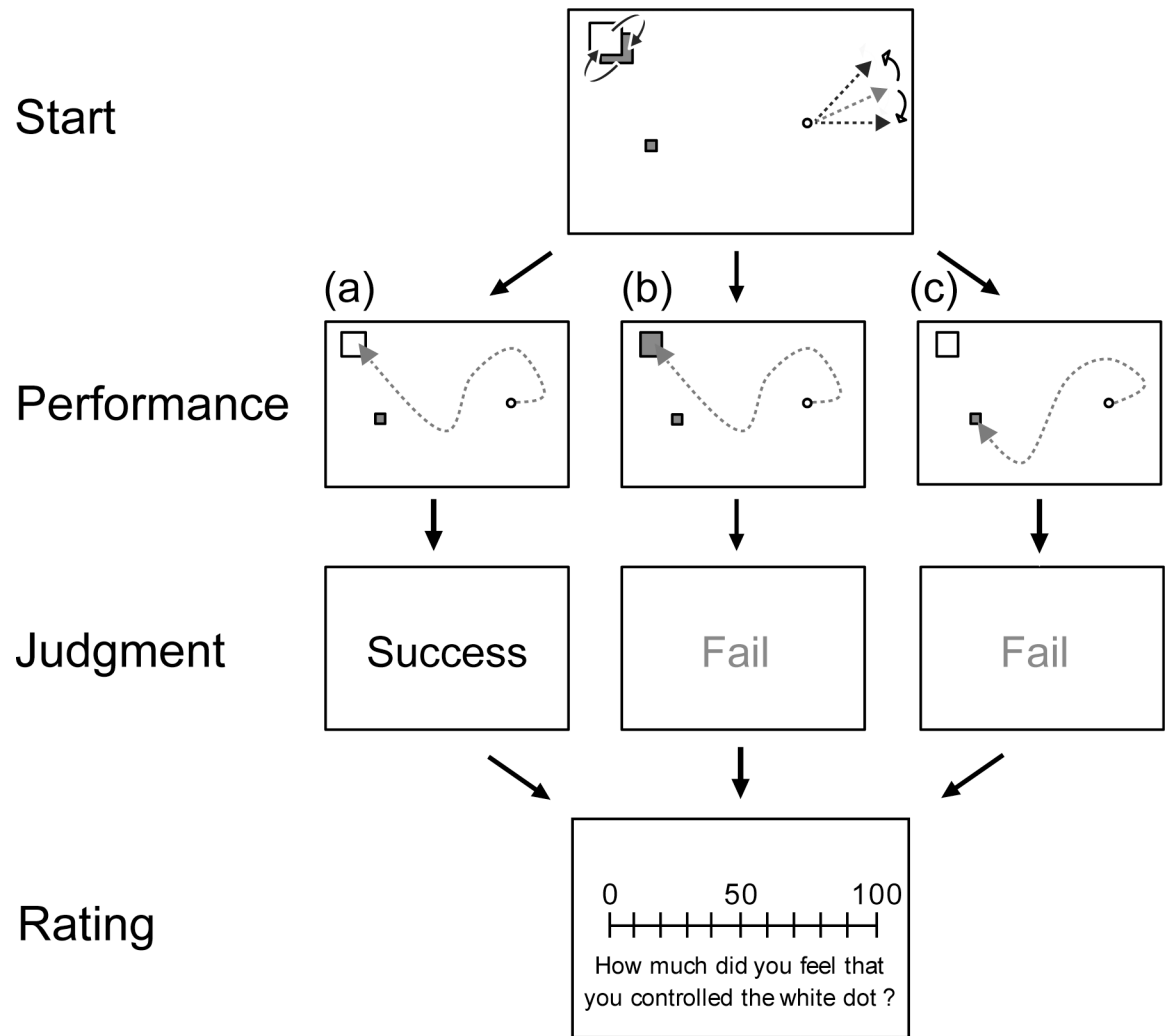 Start
(a)
(b)
(c)
Performance
Judgment
Success
Fail
Fail
0 50 100
Rating
How much did you feel that
you controlled the white dot ?